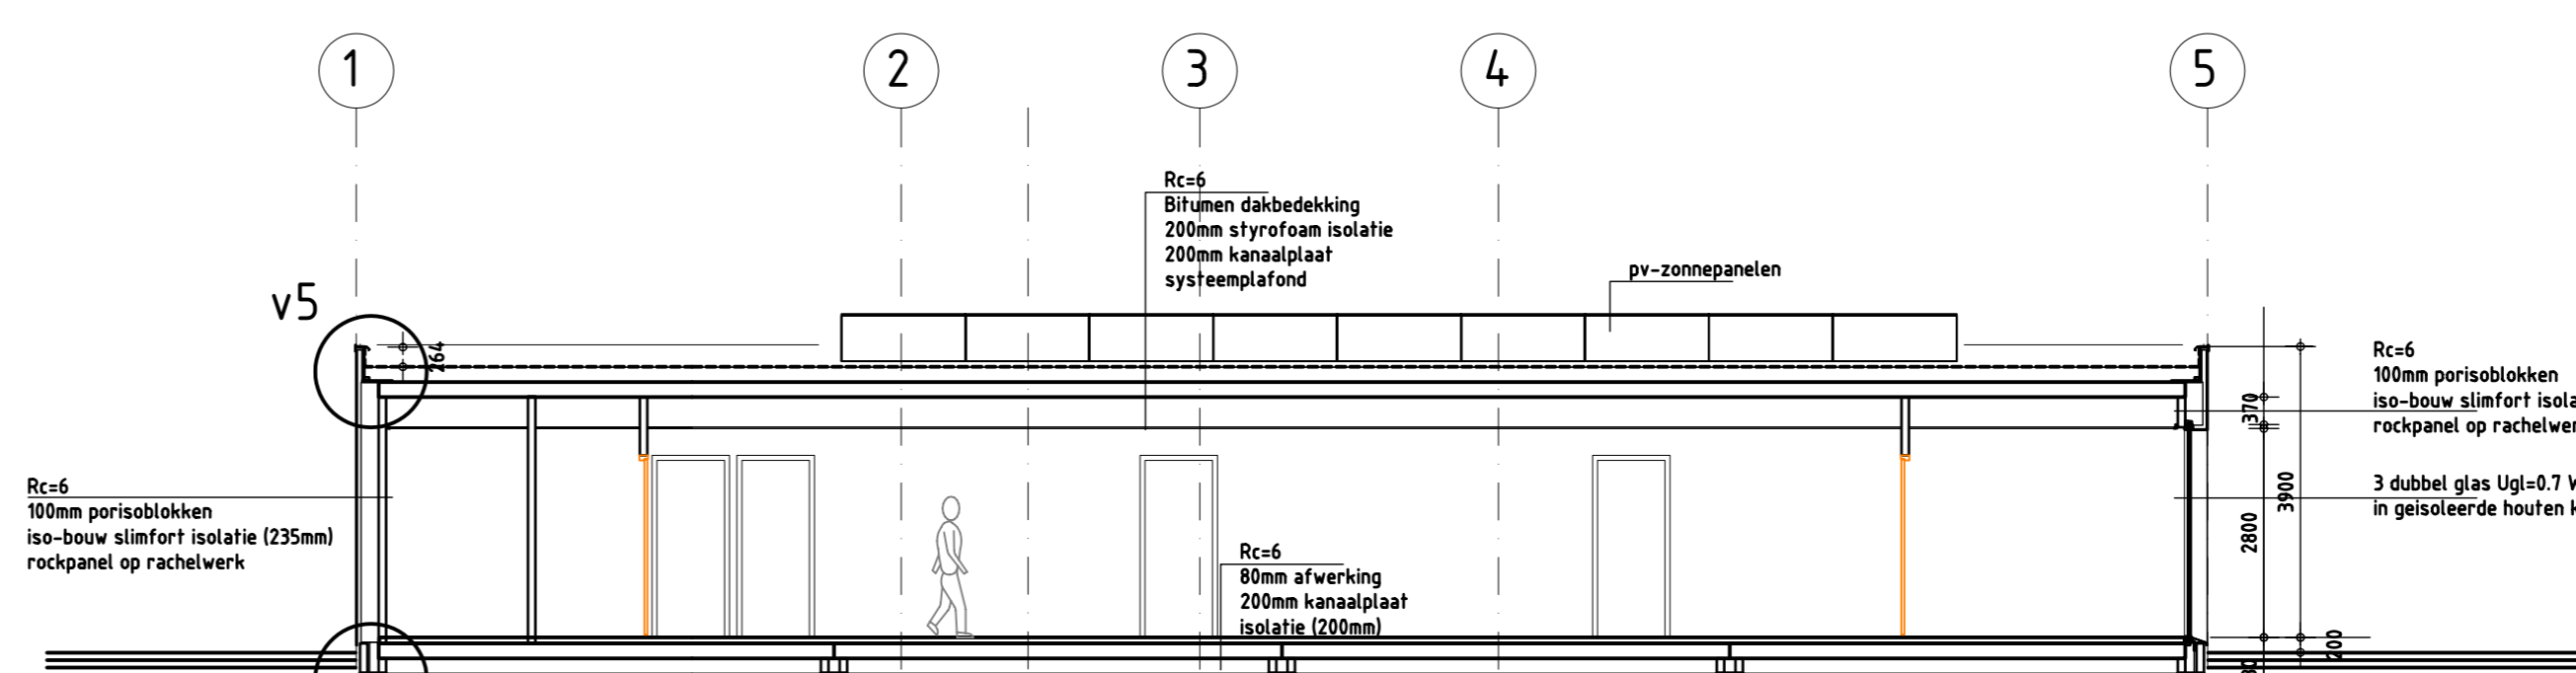 1
2
3
4
5
Rc=6
Bitumen dakbedekking
200mm styrofoam isolatie
200mm kanaalplaat
systeemplafond
pv-zonnepanelen
v5
264
Rc=6
100mm porisoblokken
iso-bouw slimfort isola
rockpanel op rachelwer
370
3 dubbel glas Ugl=0.7
in geisoleerde houten
3900
2800
Rc=6
100mm porisoblokken
iso-bouw slimfort isolatie (235mm)
rockpanel op rachelwerk
Rc=6
80mm afwerking
200mm kanaalplaat
isolatie (200mm)
200